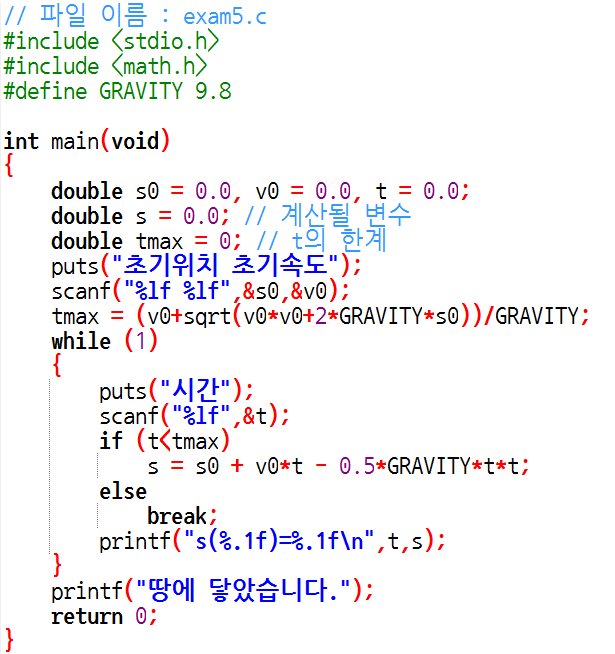 // 파일 이름 : exam5.c
#include <stdio.h>
#include <math.h>
#define GRAVITY 9.8

int main(void)
{
    double s0 = 0.0, v0 = 0.0, t = 0.0;
    double s = 0.0; // 계산될 변수
    double tmax = 0; // t의 한계
    puts("초기위치 초기속도");
    scanf("%lf %lf",&s0,&v0);
    tmax = (v0+sqrt(v0*v0+2*GRAVITY*s0))/GRAVITY;
    while (1)
    {
        puts("시간");
        scanf("%lf",&t);
        if (t<tmax)
            s = s0 + v0*t - 0.5*GRAVITY*t*t;
        else
            break;
        printf("s(%.1f)=%.1f\n",t,s);
    }
    printf("땅에 닿았습니다.");
    return 0;
}